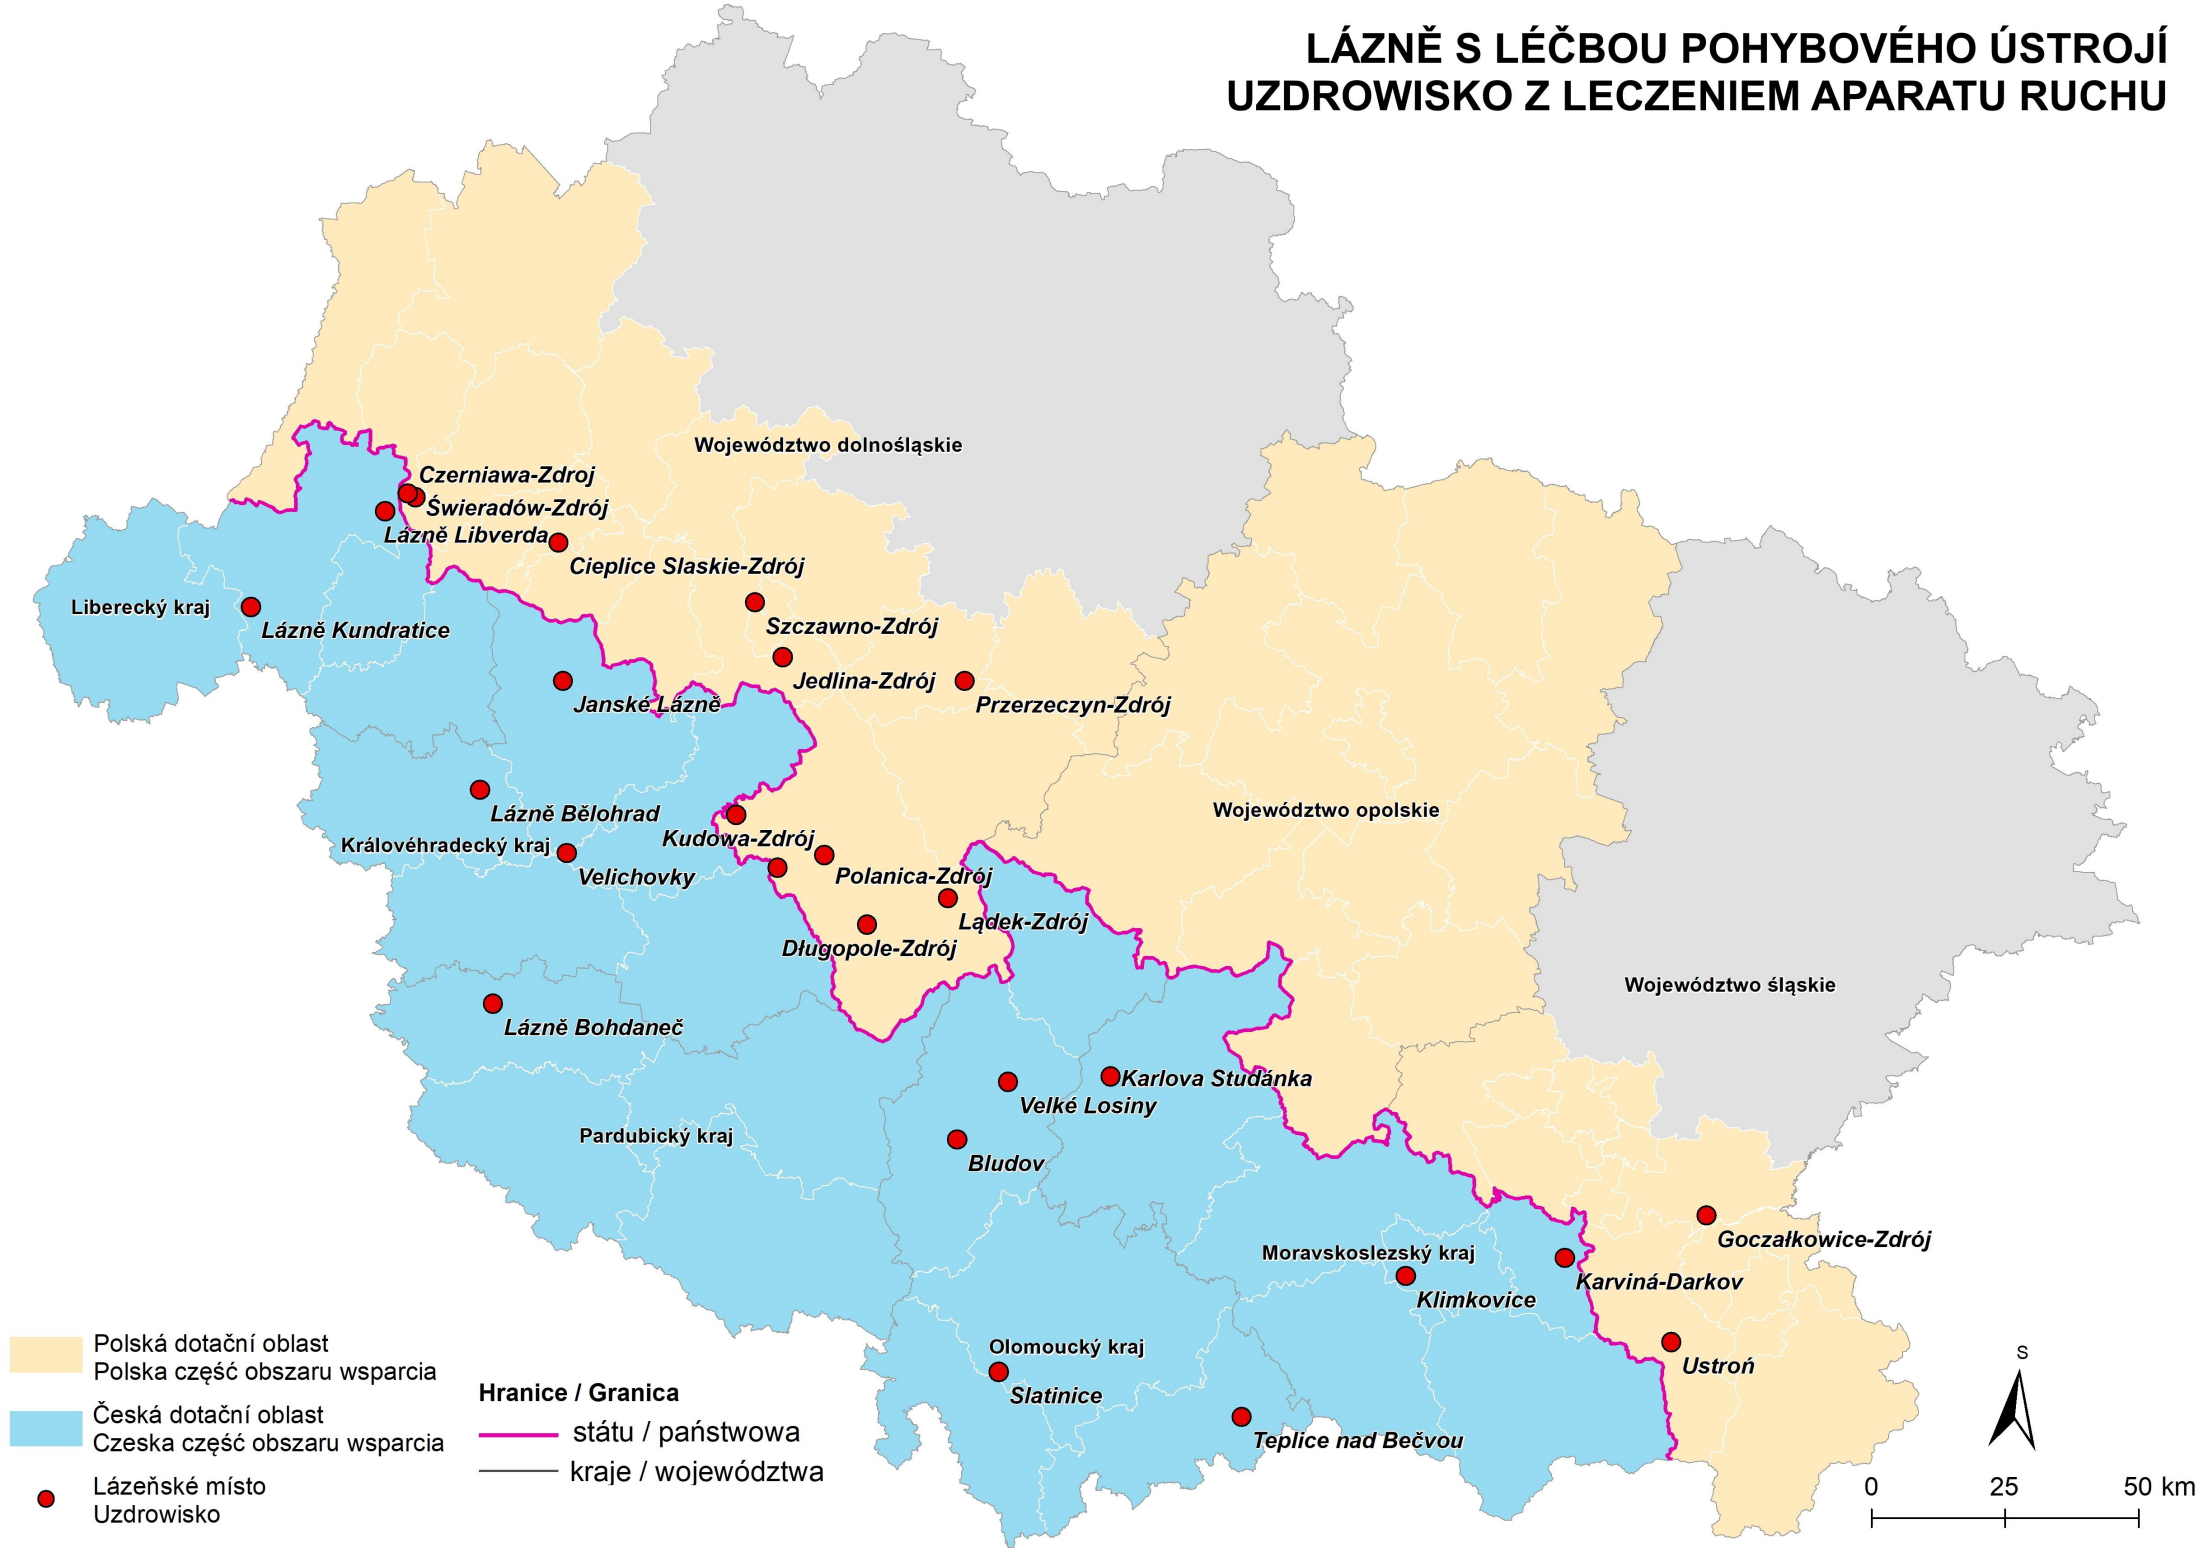 LÁZNĚ S LÉČBOU POHYBOVÉHO ÚSTROJÍ
UZDROWISKO Z LECZENIEM APARATU RUCHU
Województwo dolnośląskie
Czerniawa-Zdroj
Świeradów-Zdrój
Lázně Libverda
Cieplice Slaskie-Zdrój
Liberecký kraj
Lázně Kundratice
Szczawno-Zdrój
Jedlina-Zdrój
Janské Lázně
Przerzeczyn-Zdrój
Lázně Bělohrad
Województwo opolskie
Kudowa-Zdrój
Královéhradecký kraj
Velichovky
Polanica-Zdrój
Lądek-Zdrój
Długopole-Zdrój
Województwo śląskie
Lázně Bohdaneč
Karlova Studánka
Velké Losiny
Pardubický kraj
Bludov
Goczałkowice-Zdrój
Moravskoslezský kraj
Karviná-Darkov
Klimkovice
Olomoucký kraj
Ustroń
Slatinice
Teplice nad Bečvou
Polská dotační oblast
Polska część obszaru wsparcia
Česká dotační oblast
Czeska część obszaru wsparcia
Lázeňské místo
Uzdrowisko
Hranice / Granica
státu / państwowa
kraje / województwa
S
0 25 50 km